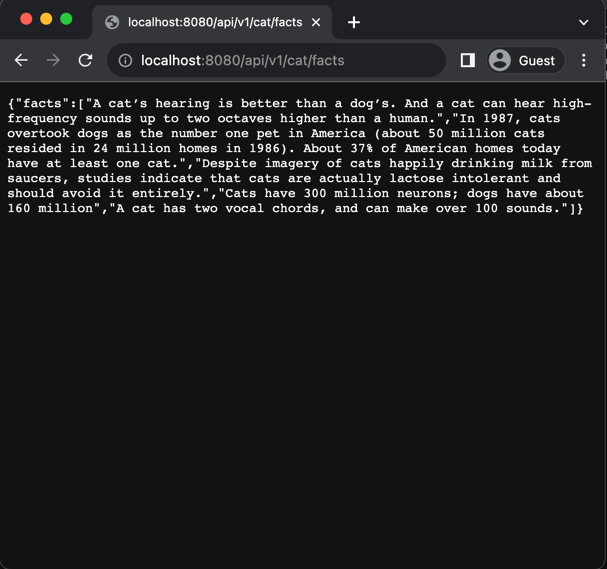 localhost:8080/api/v1/cat/facts
localhost:8080/api/v1/cat/facts
Guest
{"facts":["A cat’s hearing is better than a dog’s. And a cat can hear high-
frequency sounds up to two octaves higher than a human.","In 1987, cats
overtook dogs as the number one pet in America (about 50 million cats
resided in 24 million homes in 1986). About 37% of American homes today
have at least one cat.","Despite imagery of cats happily drinking milk from
saucers, studies indicate that cats are actually lactose intolerant and
should avoid it entirely.","Cats have 300 million neurons; dogs have about
160 million","A cat has two vocal chords, and can make over 100 sounds."]}